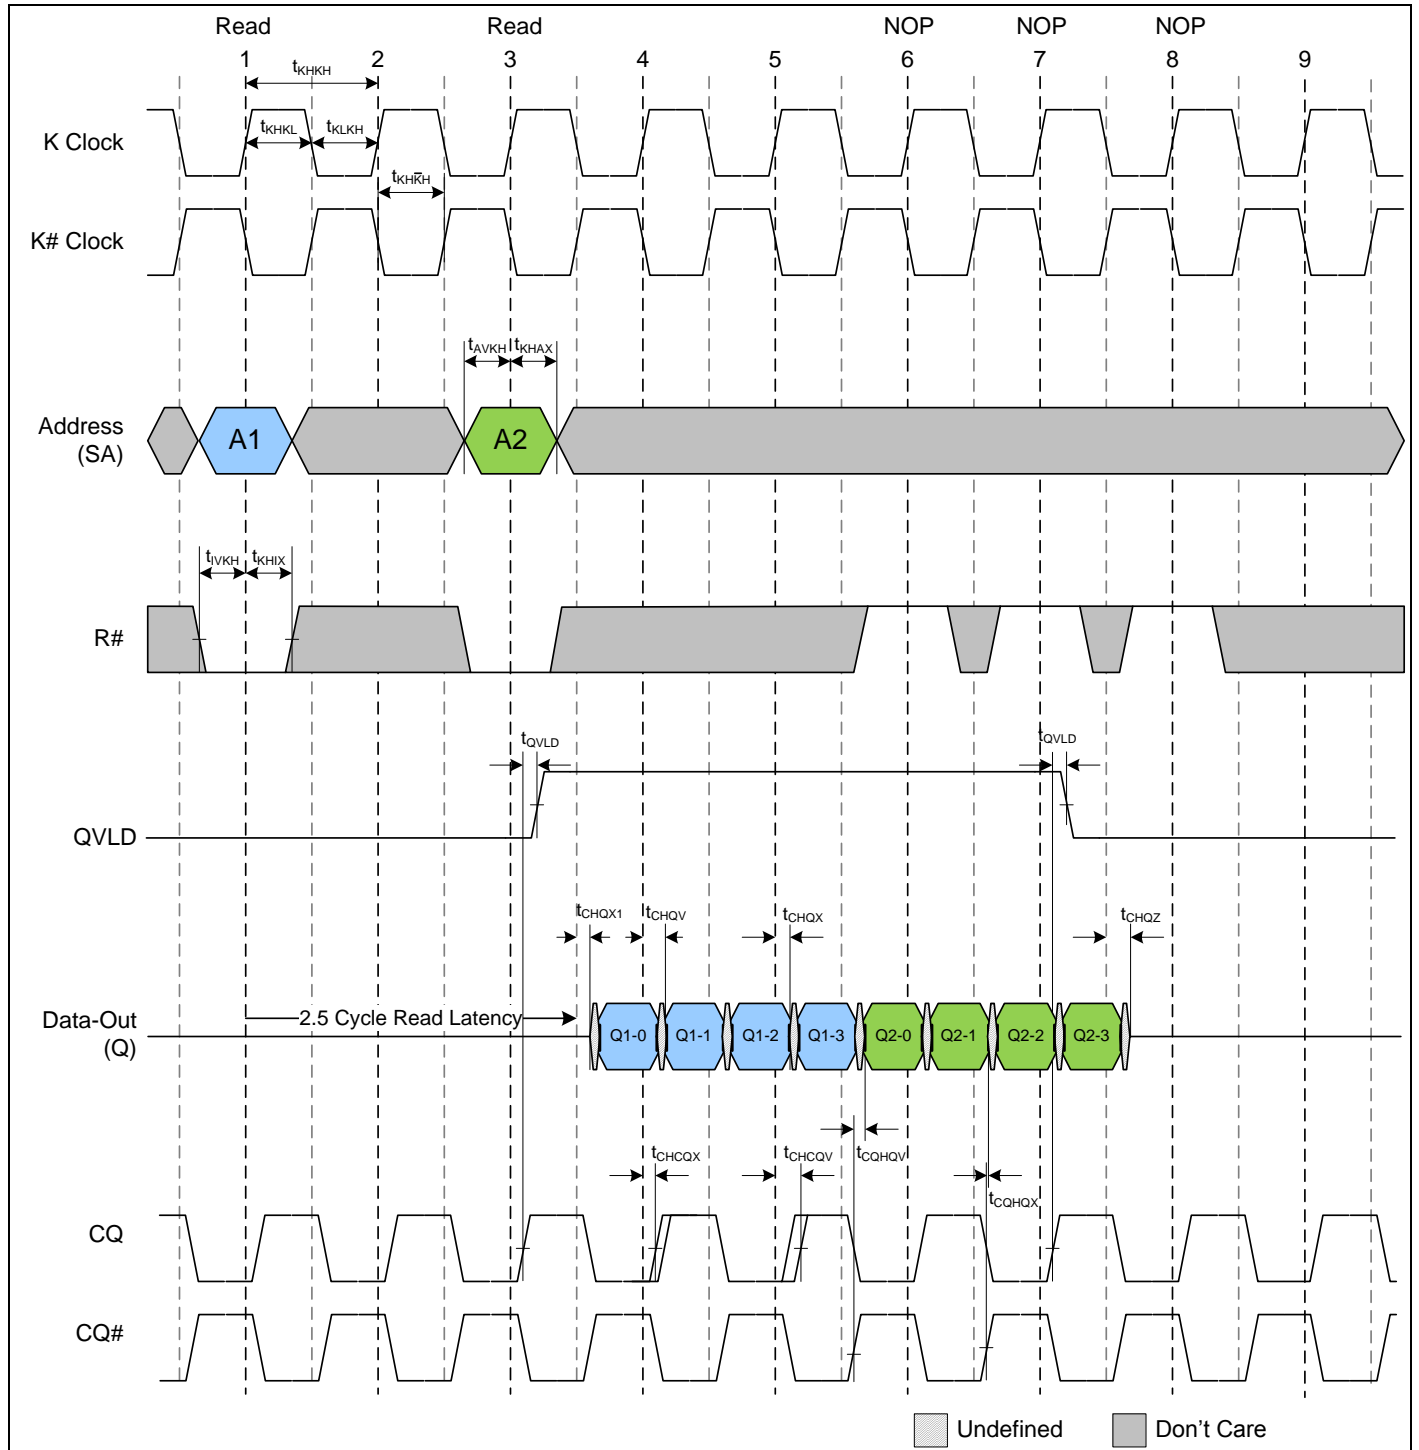 Read Read NOP NOP NOP
1 2 3 4 5 6 7 8 9
tKHKH
K Clock
tKHKL tKLKH
tKHK̅H
K# Clock
tAVKH tKHAX
Address
(SA)
A1 A2
tIVKH tKHIX
R#
tQVLD tQVLD
QVLD
tCHQX1 tCHQV tCHQX tCHQZ
Data-Out
(Q)
2.5 Cycle Read Latency
Q1-0 Q1-1 Q1-2 Q1-3 Q2-0 Q2-1 Q2-2 Q2-3
tCHCQX tCHCQV tCQHQV
tCQHQX
CQ
CQ#
Undefined Don't Care